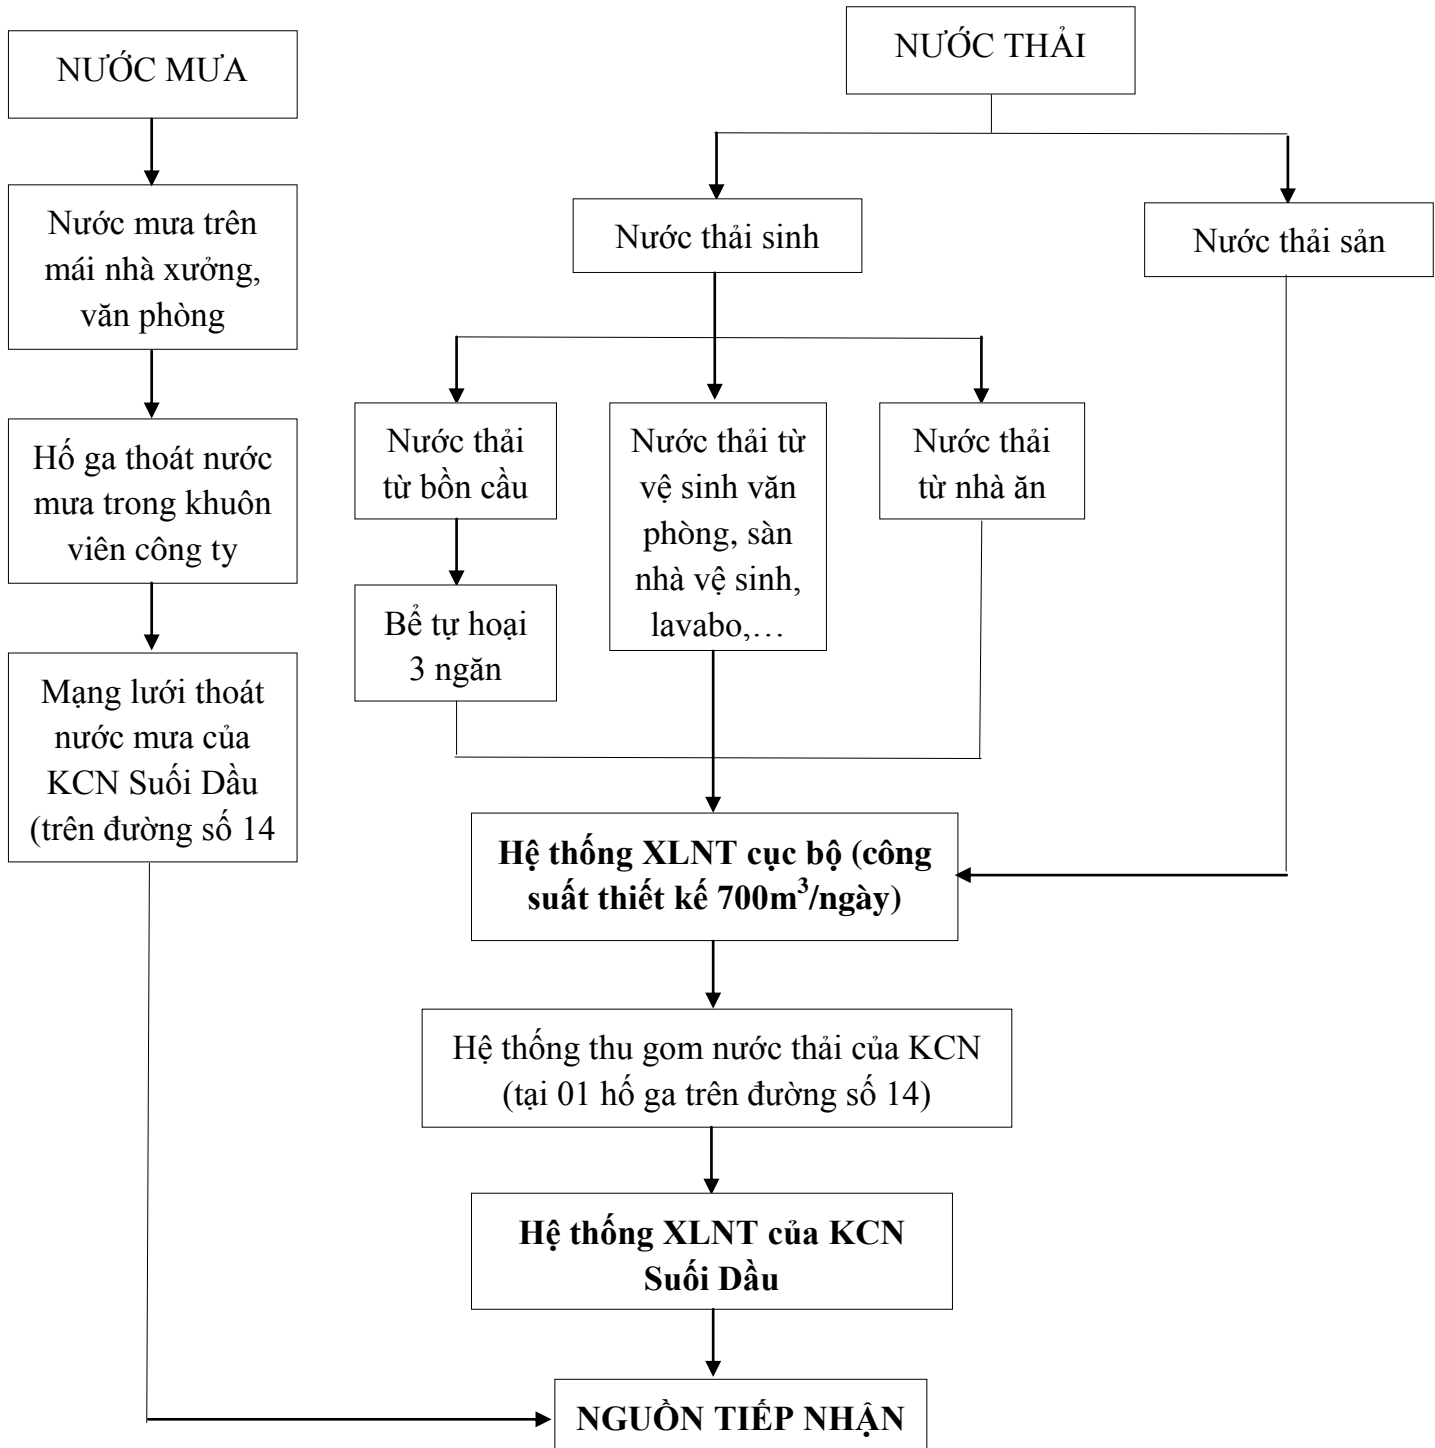 NƯỚC MƯA
NƯỚC THẢI
Nước mưa trên
mái nhà xưởng,
văn phòng
Nước thải sinh
Nước thải sản
Hố ga thoát nước
mưa trong khuôn
viên công ty
Nước thải
từ bồn cầu
Nước thải từ
vệ sinh văn
phòng, sàn
nhà vệ sinh,
lavabo,…
Nước thải
từ nhà ăn
Bể tự hoại
3 ngăn
Mạng lưới thoát
nước mưa của
KCN Suối Dầu
(trên đường số 14
Hệ thống XLNT cục bộ (công
suất thiết kế 700m³/ngày)
Hệ thống thu gom nước thải của KCN
(tại 01 hố ga trên đường số 14)
Hệ thống XLNT của KCN
Suối Dầu
NGUỒN TIẾP NHẬN